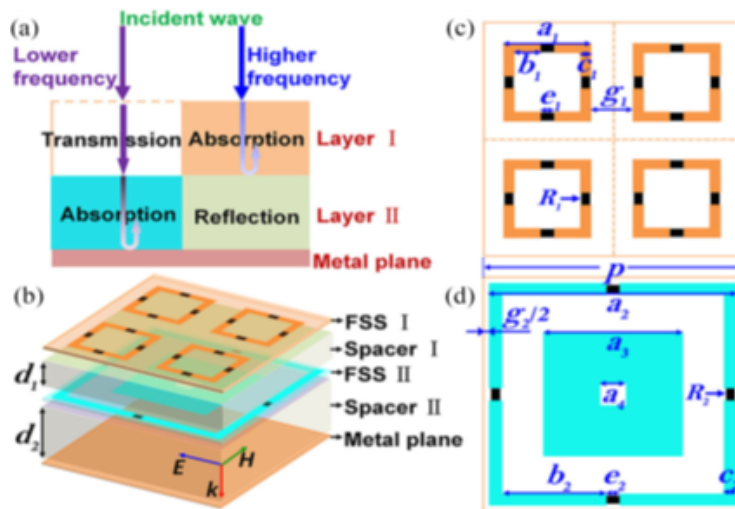 (a)
Incident wave
Lower
frequency
Higher
frequency
Transmission
Absorption
Layer I
Absorption
Reflection
Layer II
Metal plane
(b)
FSS I
Spacer I
d₁
FSS II
Spacer II
d₂
Metal plane
E
H
k
(c)
a₁
b₁
c₁
e₁
g₁
R₁
p
(d)
a₂
g₂/2
a₃
a₄
R₂
b₂
e₂